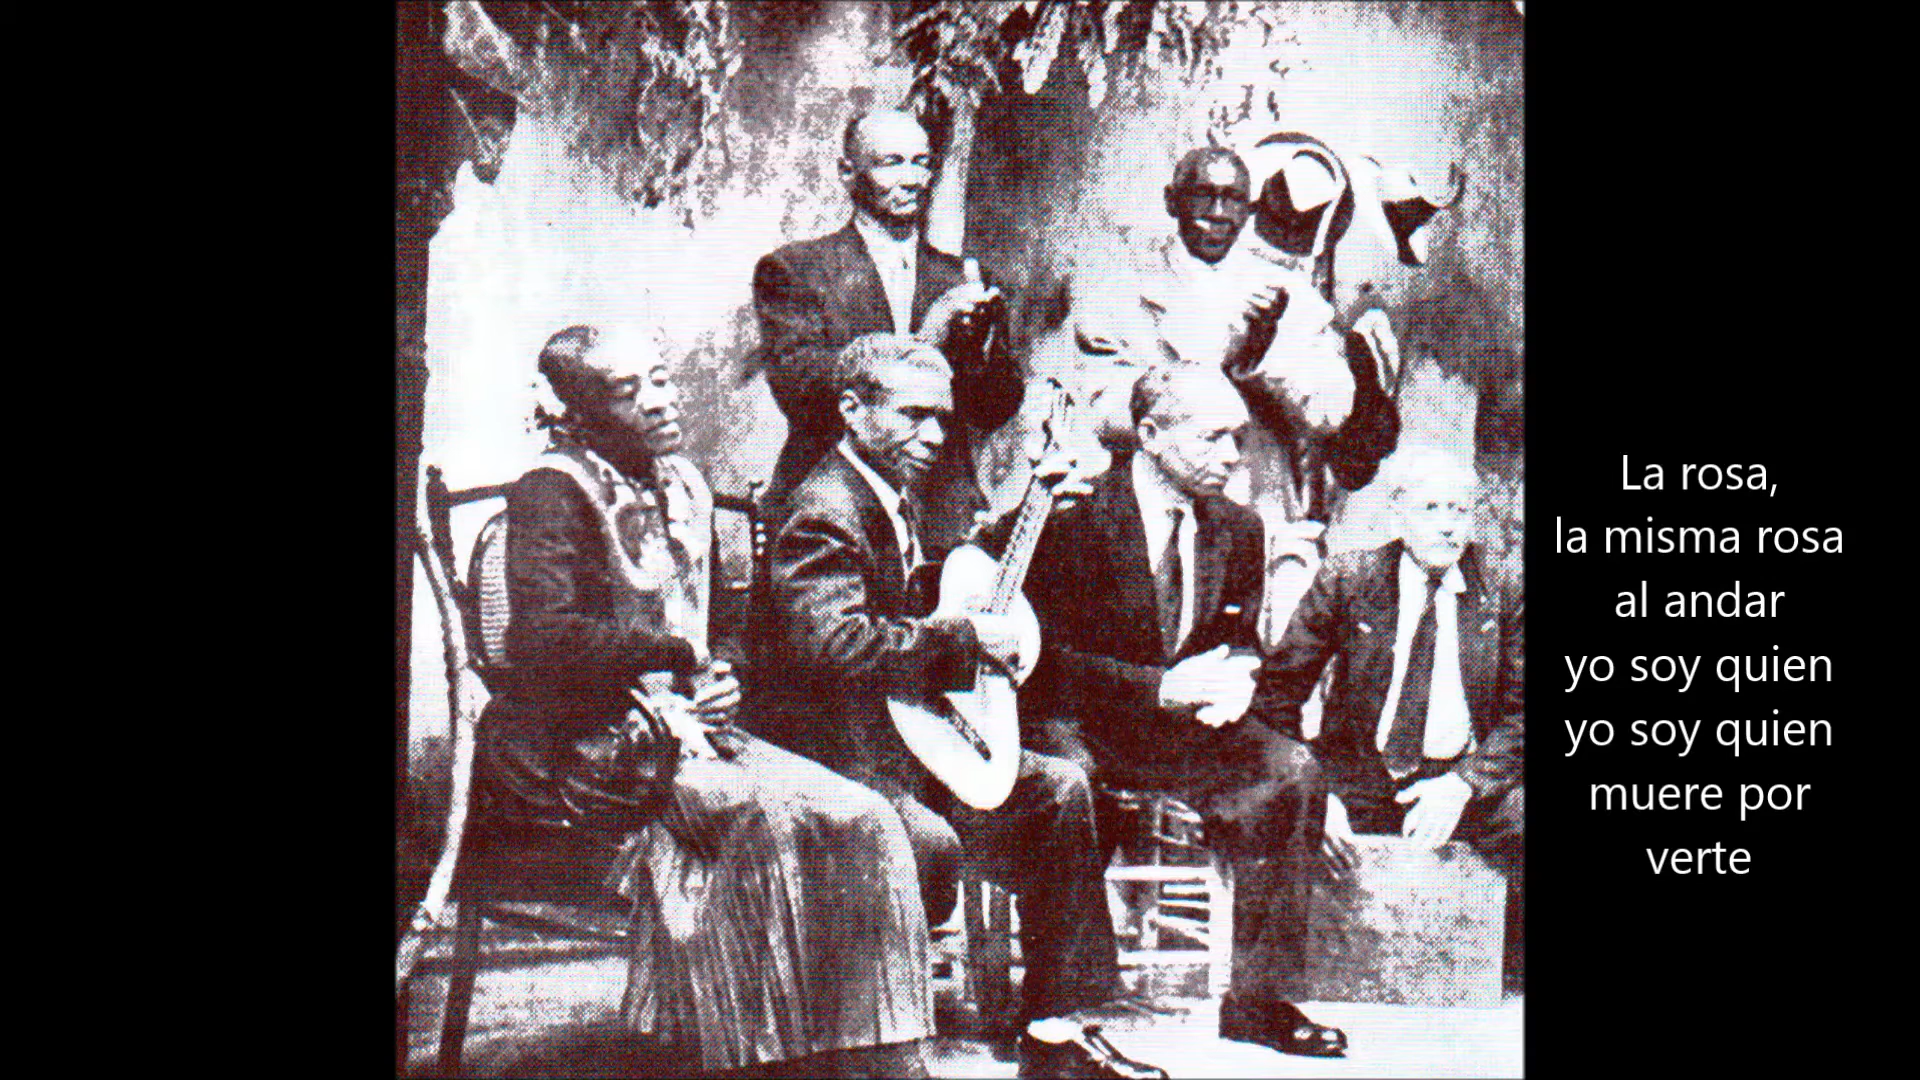 La rosa,
la misma rosa
al andar
yo soy quien
yo soy quien
muere por
verte